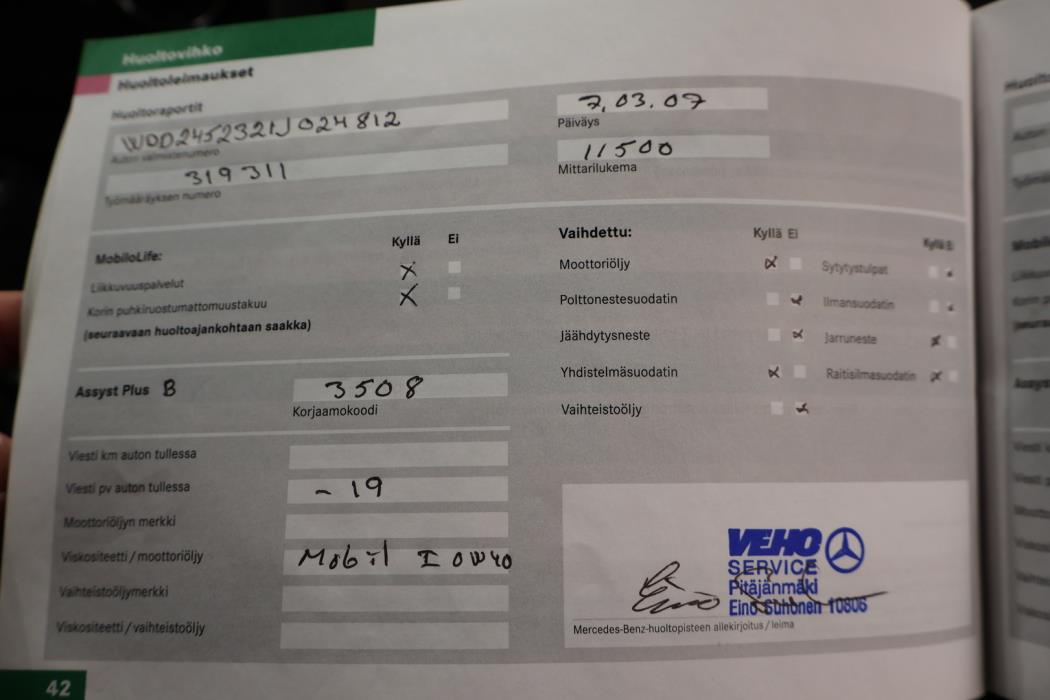 Huoltovihko
Huoltoleimaukset
Huoltoraportit
WDD2452321J024812
Auton valmistenumero
319311
Työmääräyksen numero
7.03.07
Päiväys
11500
Mittarilukema
MobiloLife: Kyllä Ei
Liikkuvuuspalvelut
Korin puhkiruostumattomuustakuu
(seuraavaan huoltoajankohtaan saakka)
Assyst Plus B 3508
Korjaamokoodi
Viesti km auton tullessa
Viesti pv auton tullessa - 19
Moottoriöljyn merkki
Viskositeetti / moottoriöljy Mobil I 0W40
Vaihteistoöljymerkki
Viskositeetti / vaihteistoöljy
Vaihdettu: Kyllä Ei Kyllä Ei
Moottoriöljy Sytytystulpat
Polttonestesuodatin Ilmansuodatin
Jäähdytysneste Jarruneste
Yhdistelmäsuodatin Raitisilmasuodatin
Vaihteistoöljy
VEHO
SERVICE
Pitäjänmäki
Eino Suhonen 10806
Eino
Mercedes-Benz-huoltopisteen allekirjoitus / leima
42